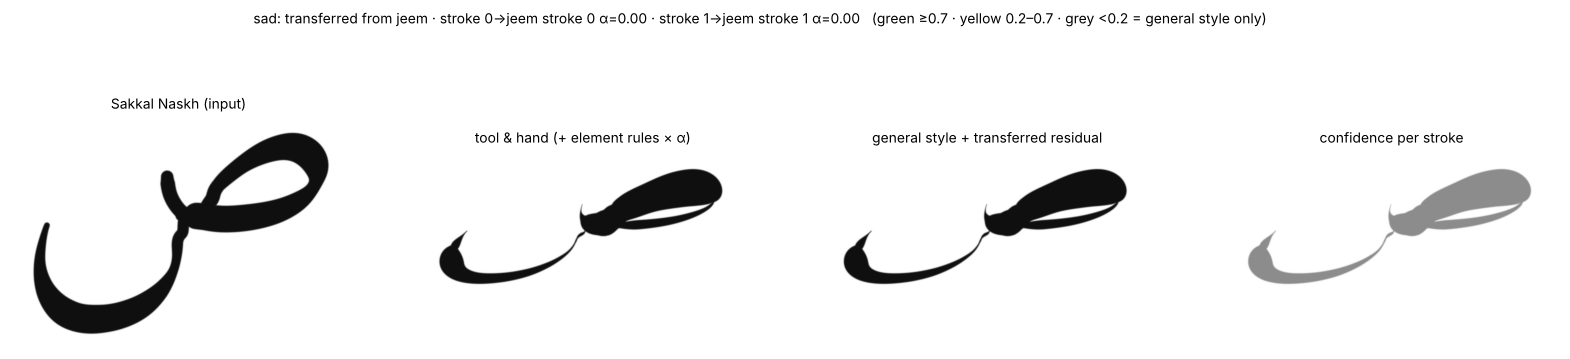 sad: transferred from jeem · stroke 0→jeem stroke 0 α=0.00 · stroke 1→jeem stroke 1 α=0.00 (green ≥0.7 · yellow 0.2–0.7 · grey <0.2 = general style only)
Sakkal Naskh (input)
tool & hand (+ element rules × α)
general style + transferred residual
confidence per stroke
ص
ص
ص
ص